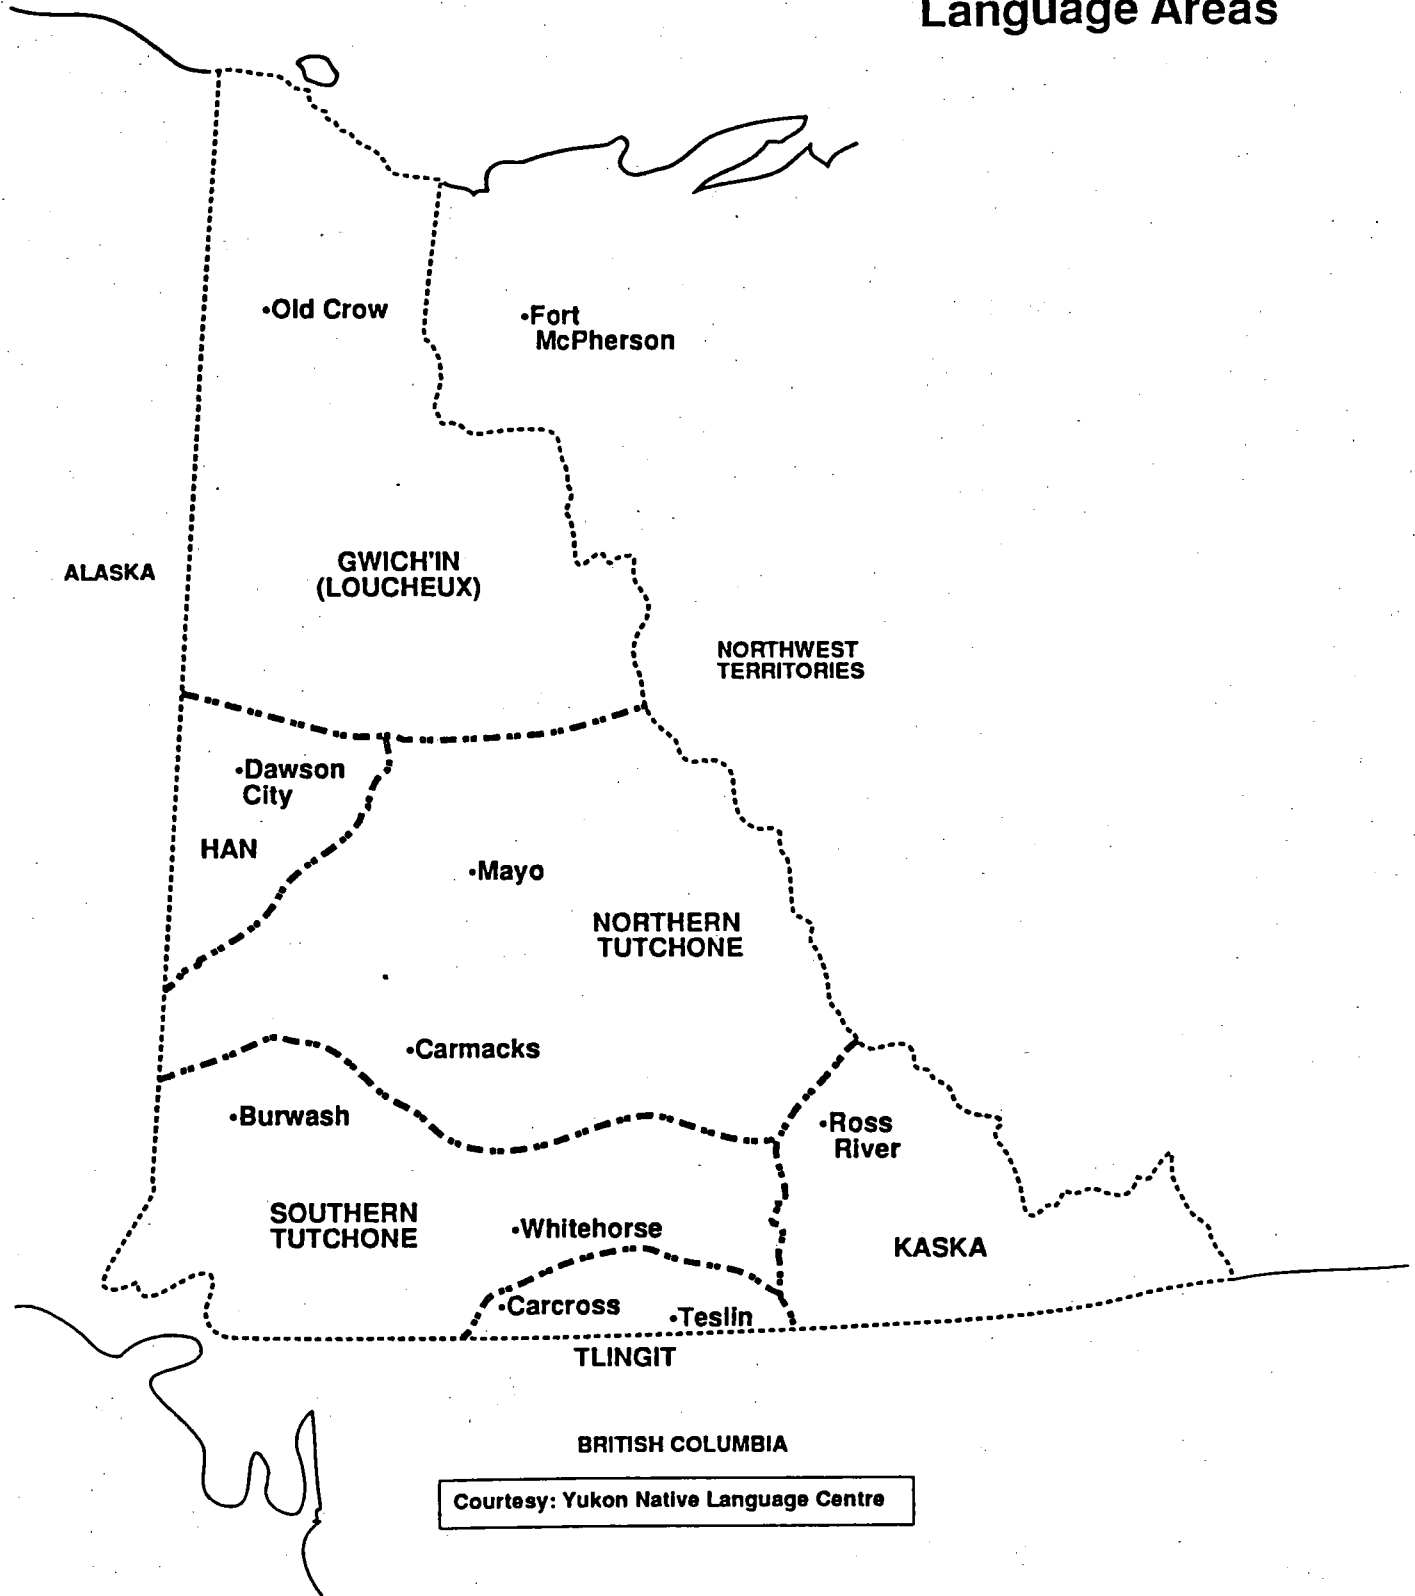 Language Areas
•Old Crow
•Fort
McPherson
ALASKA
GWICH'IN
(LOUCHEUX)
NORTHWEST
TERRITORIES
•Dawson
City
HAN
•Mayo
NORTHERN
TUTCHONE
•Carmacks
•Burwash
•Ross
River
SOUTHERN
TUTCHONE
•Whitehorse
KASKA
•Carcross
•Teslin
TLINGIT
BRITISH COLUMBIA
Courtesy: Yukon Native Language Centre